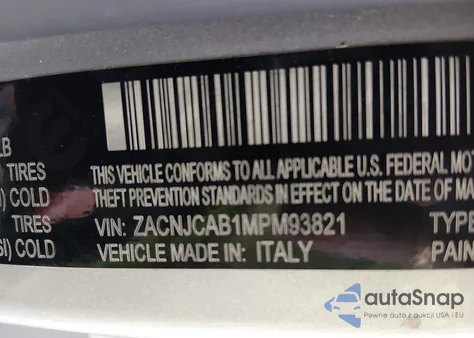 LB
TIRES THIS VEHICLE CONFORMS TO ALL APPLICABLE U.S. FEDERAL MOT
I) COLD THEFT PREVENTION STANDARDS IN EFFECT ON THE DATE OF MA
TIRES VIN: ZACNJCAB1MPM93821 TYPE
SI) COLD VEHICLE MADE IN: ITALY PAIN
autoSnap
Pewne auta z aukcji USA i EU